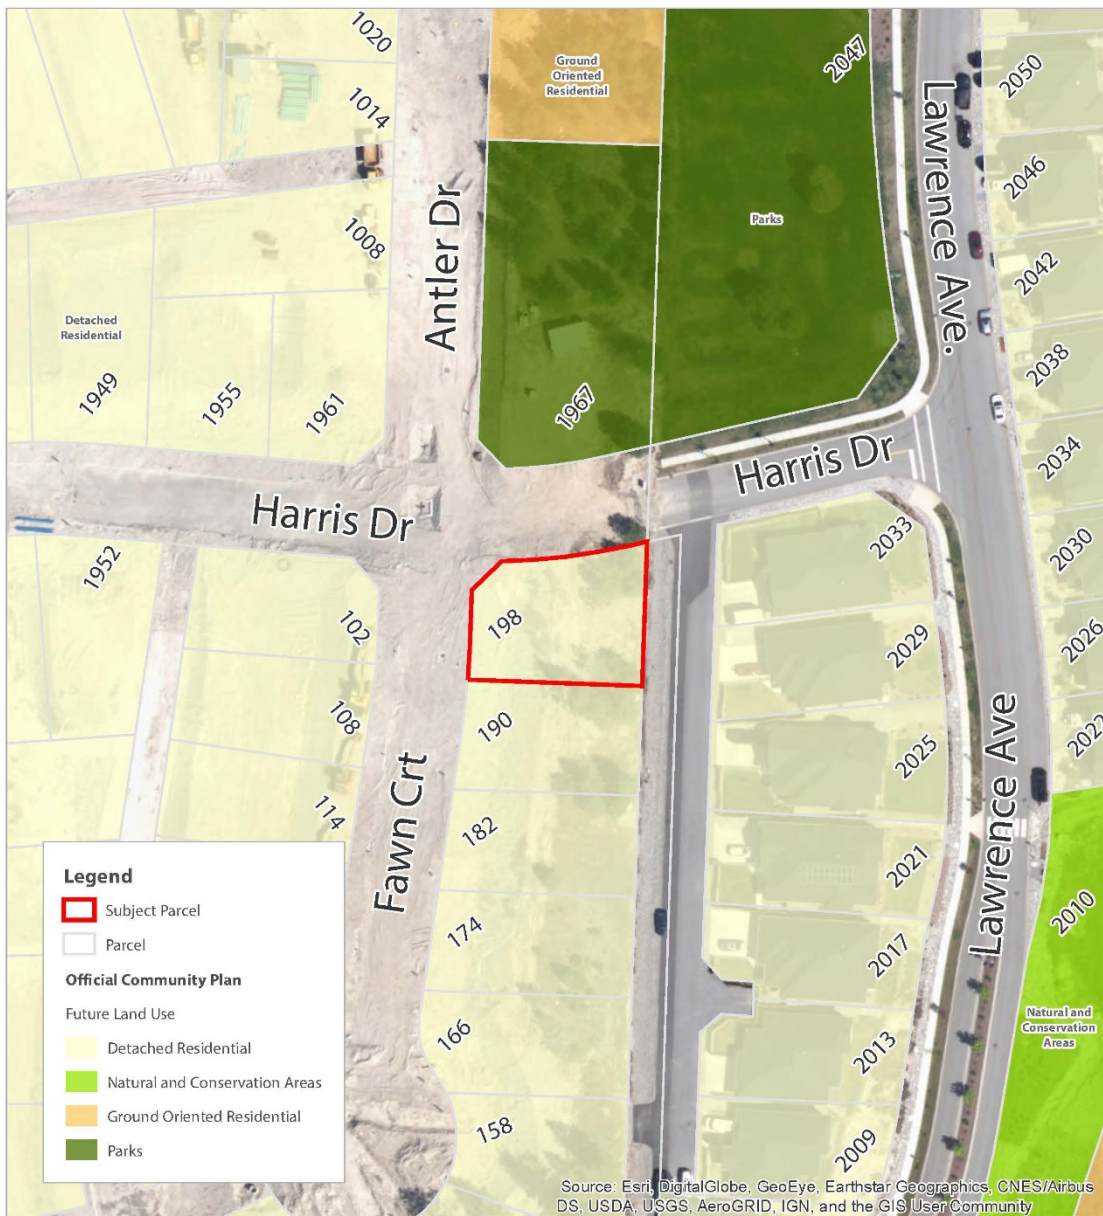 1020
Ground
Oriented
Residential
2047
2050
1014
Lawrence Ave.
2046
Antler Dr
Parks
1008
2042
Detached
Residential
2038
1949
1955
1961
1967
2034
Harris Dr
Harris Dr
2033
2030
1952
102
198
2029
2026
108
190
2025
2022
114
Fawn Crt
182
2021
Lawrence Ave
2010
174
2017
Natural and
Conservation
Areas
166
2013
158
2009
Legend
Subject Parcel
Parcel
Official Community Plan
Future Land Use
Detached Residential
Natural and Conservation Areas
Ground Oriented Residential
Parks
Source: Esri, DigitalGlobe, GeoEye, Earthstar Geographics, CNES/Airbus
DS, USDA, USGS, AeroGRID, IGN, and the GIS User Community